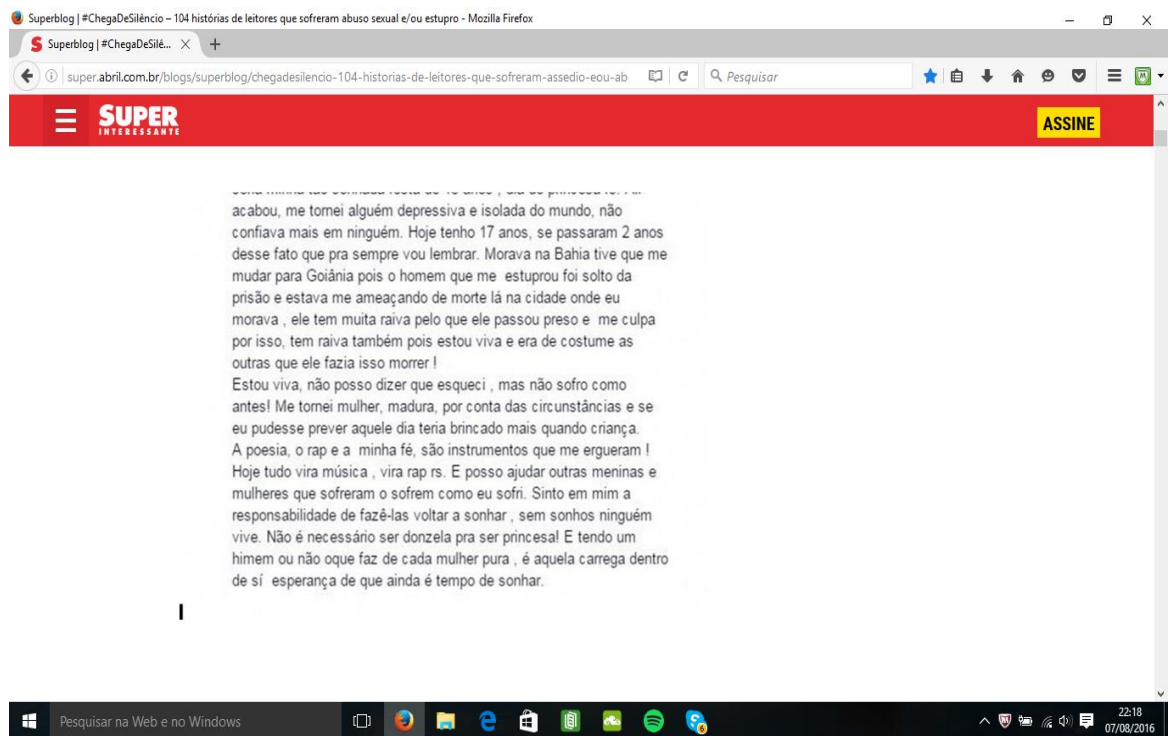 Superblog | #ChegaDeSilêncio – 104 histórias de leitores que sofreram abuso sexual e/ou estupro - Mozilla Firefox
Superblog | #ChegaDeSilê...
super.abril.com.br/blogs/superblog/chegadesilencio-104-historias-de-leitores-que-sofreram-assedio-eou-ab
Pesquisar
SUPER
INTERESSANTE
ASSINE
acabou, me tornei alguém depressiva e isolada do mundo, não
confiava mais em ninguém. Hoje tenho 17 anos, se passaram 2 anos
desse fato que pra sempre vou lembrar. Morava na Bahia tive que me
mudar para Goiânia pois o homem que me estuprou foi solto da
prisão e estava me ameaçando de morte lá na cidade onde eu
morava , ele tem muita raiva pelo que ele passou preso e me culpa
por isso, tem raiva também pois estou viva e era de costume as
outras que ele fazia isso morrer !
Estou viva, não posso dizer que esqueci , mas não sofro como
antes! Me tornei mulher, madura, por conta das circunstâncias e se
eu pudesse prever aquele dia teria brincado mais quando criança.
A poesia, o rap e a minha fé, são instrumentos que me ergueram !
Hoje tudo vira música , vira rap rs. E posso ajudar outras meninas e
mulheres que sofreram o sofrem como eu sofri. Sinto em mim a
responsabilidade de fazê-las voltar a sonhar , sem sonhos ninguém
vive. Não é necessário ser donzela pra ser princesa! E tendo um
himem ou não oque faz de cada mulher pura , é aquela carrega dentro
de sí esperança de que ainda é tempo de sonhar.
Pesquisar na Web e no Windows
22:18
07/08/2016